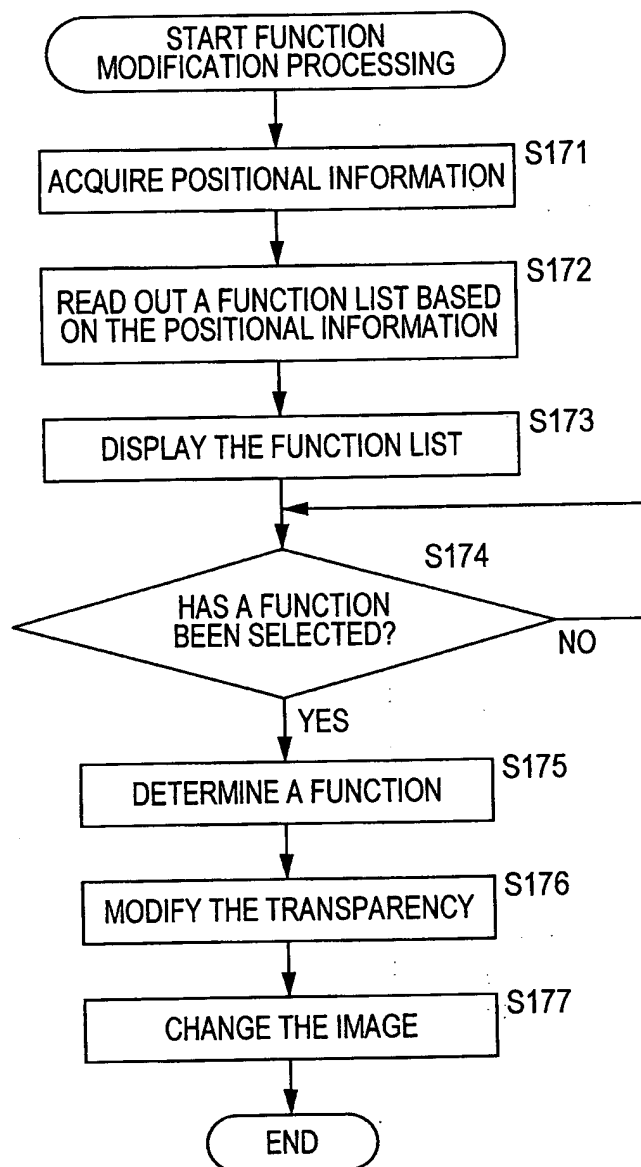 START FUNCTION
MODIFICATION PROCESSING
S171
ACQUIRE POSITIONAL INFORMATION
S172
READ OUT A FUNCTION LIST BASED
ON THE POSITIONAL INFORMATION
S173
DISPLAY THE FUNCTION LIST
S174
HAS A FUNCTION
BEEN SELECTED?
NO
YES
S175
DETERMINE A FUNCTION
S176
MODIFY THE TRANSPARENCY
S177
CHANGE THE IMAGE
END